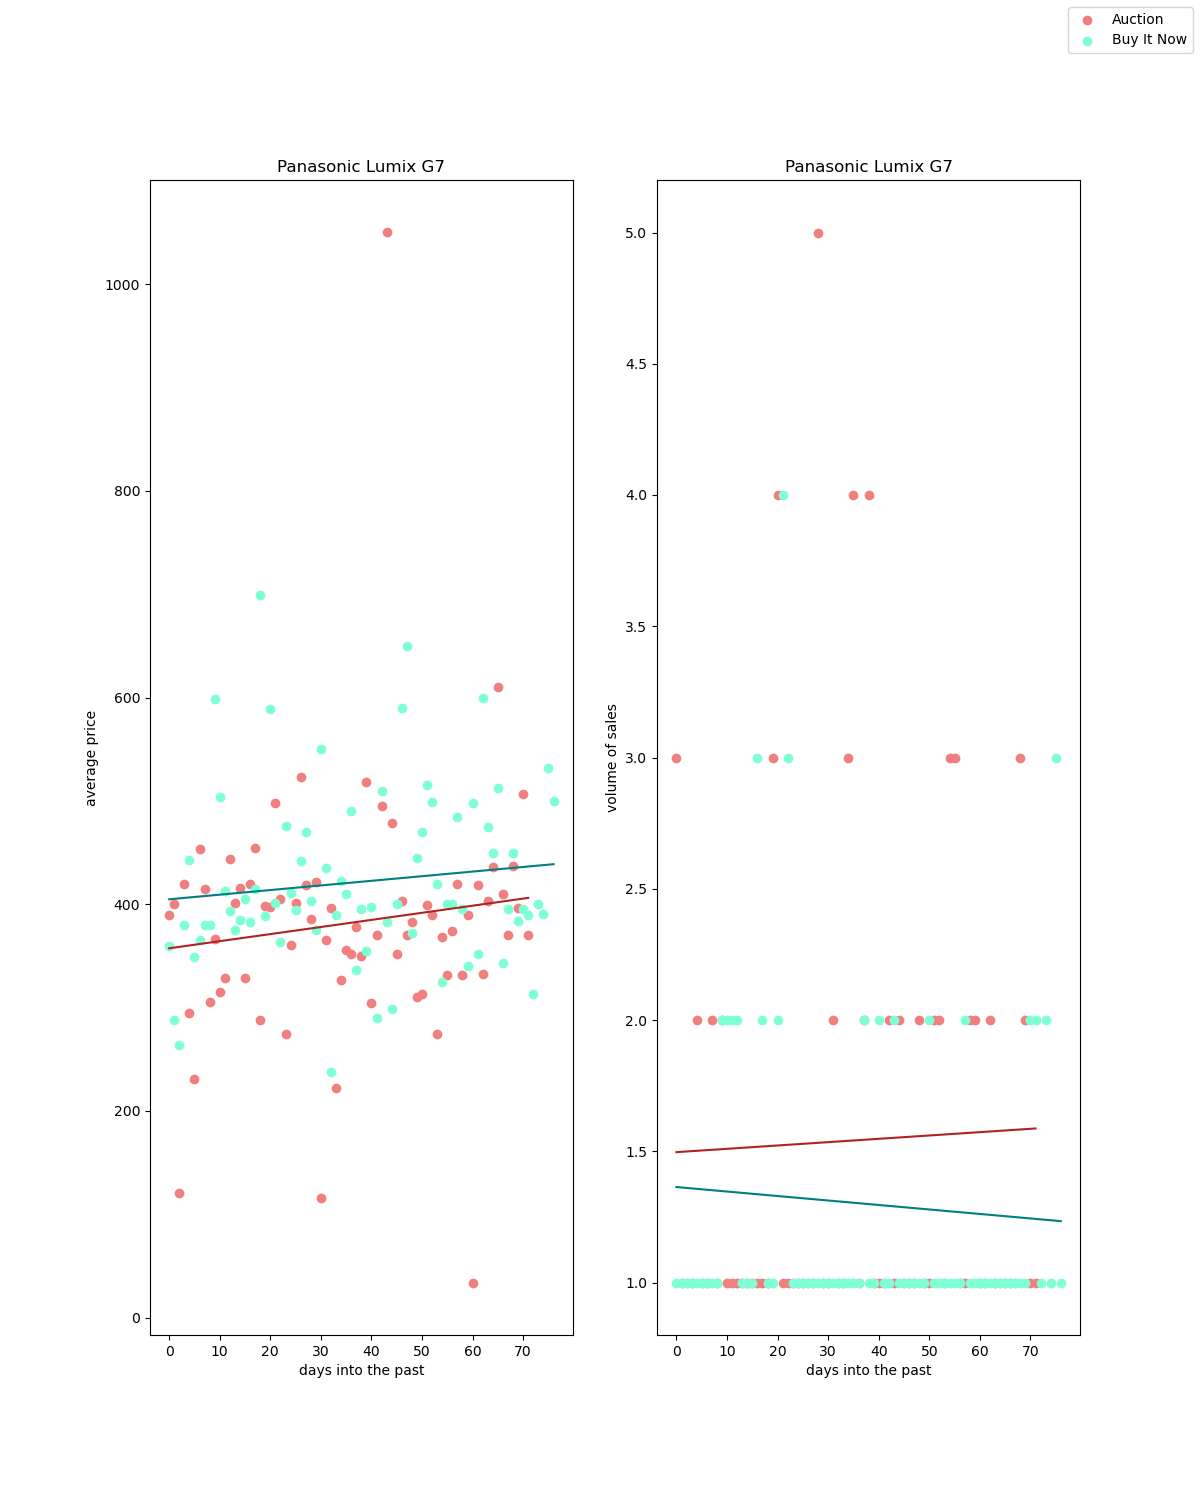 Auction
Buy It Now
Panasonic Lumix G7
1000
800
600
400
200
0
average price
0 10 20 30 40 50 60 70
days into the past
Panasonic Lumix G7
5.0
4.5
4.0
3.5
3.0
2.5
2.0
1.5
1.0
volume of sales
0 10 20 30 40 50 60 70
days into the past